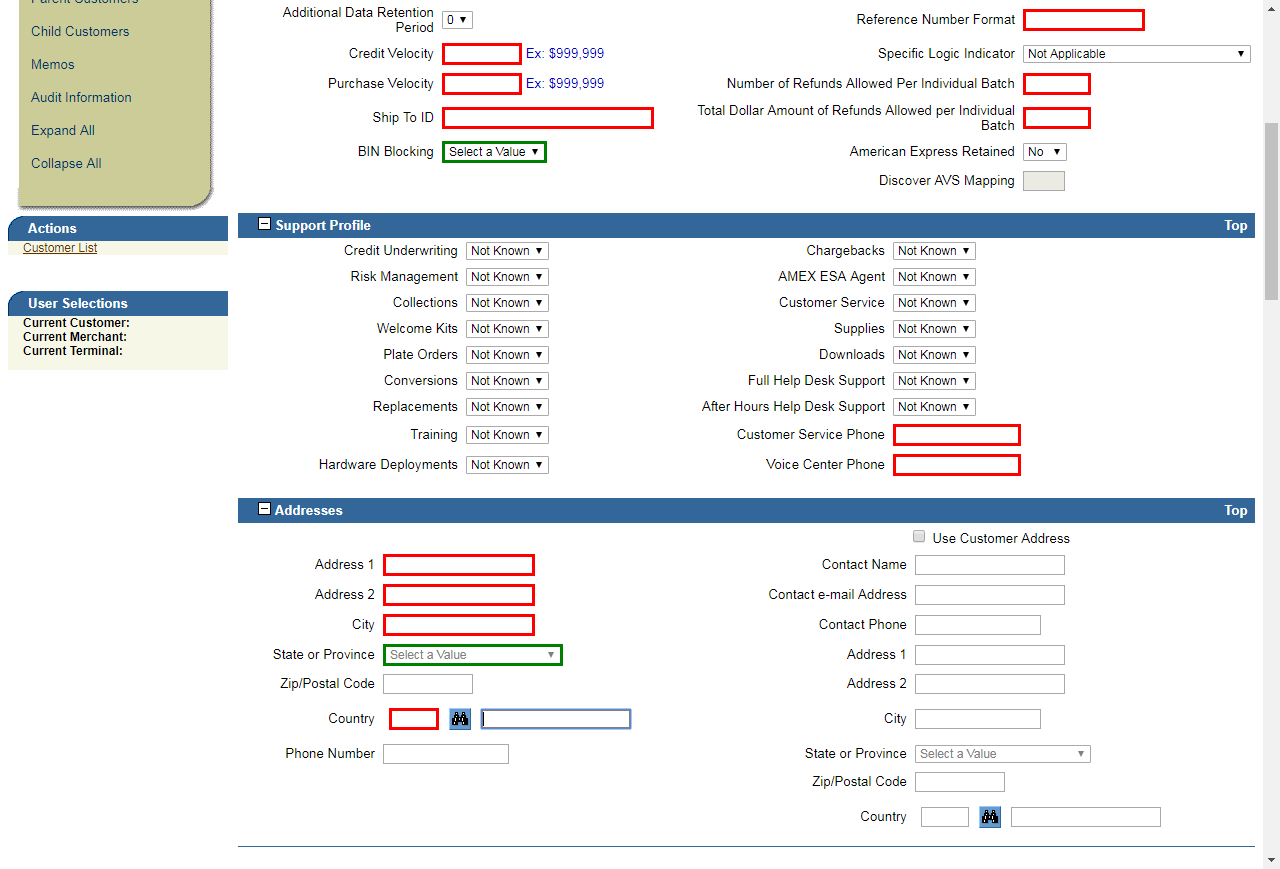 Parent Customers
Child Customers
Memos
Audit Information
Expand All
Collapse All
Actions
Customer List
User Selections
Current Customer:
Current Merchant:
Current Terminal:
Additional Data Retention
Period
0
Reference Number Format
Credit Velocity
Ex: $999,999
Specific Logic Indicator
Not Applicable
Purchase Velocity
Ex: $999,999
Number of Refunds Allowed Per Individual Batch
Ship To ID
Total Dollar Amount of Refunds Allowed per Individual
Batch
BIN Blocking
Select a Value
American Express Retained
No
Discover AVS Mapping
Support Profile
Top
Credit Underwriting
Not Known
Chargebacks
Not Known
Risk Management
Not Known
AMEX ESA Agent
Not Known
Collections
Not Known
Customer Service
Not Known
Welcome Kits
Not Known
Supplies
Not Known
Plate Orders
Not Known
Downloads
Not Known
Conversions
Not Known
Full Help Desk Support
Not Known
Replacements
Not Known
After Hours Help Desk Support
Not Known
Training
Not Known
Customer Service Phone
Hardware Deployments
Not Known
Voice Center Phone
Addresses
Top
Use Customer Address
Address 1
Contact Name
Address 2
Contact e-mail Address
City
Contact Phone
State or Province
Select a Value
Address 1
Zip/Postal Code
Address 2
Country
City
Phone Number
State or Province
Select a Value
Zip/Postal Code
Country